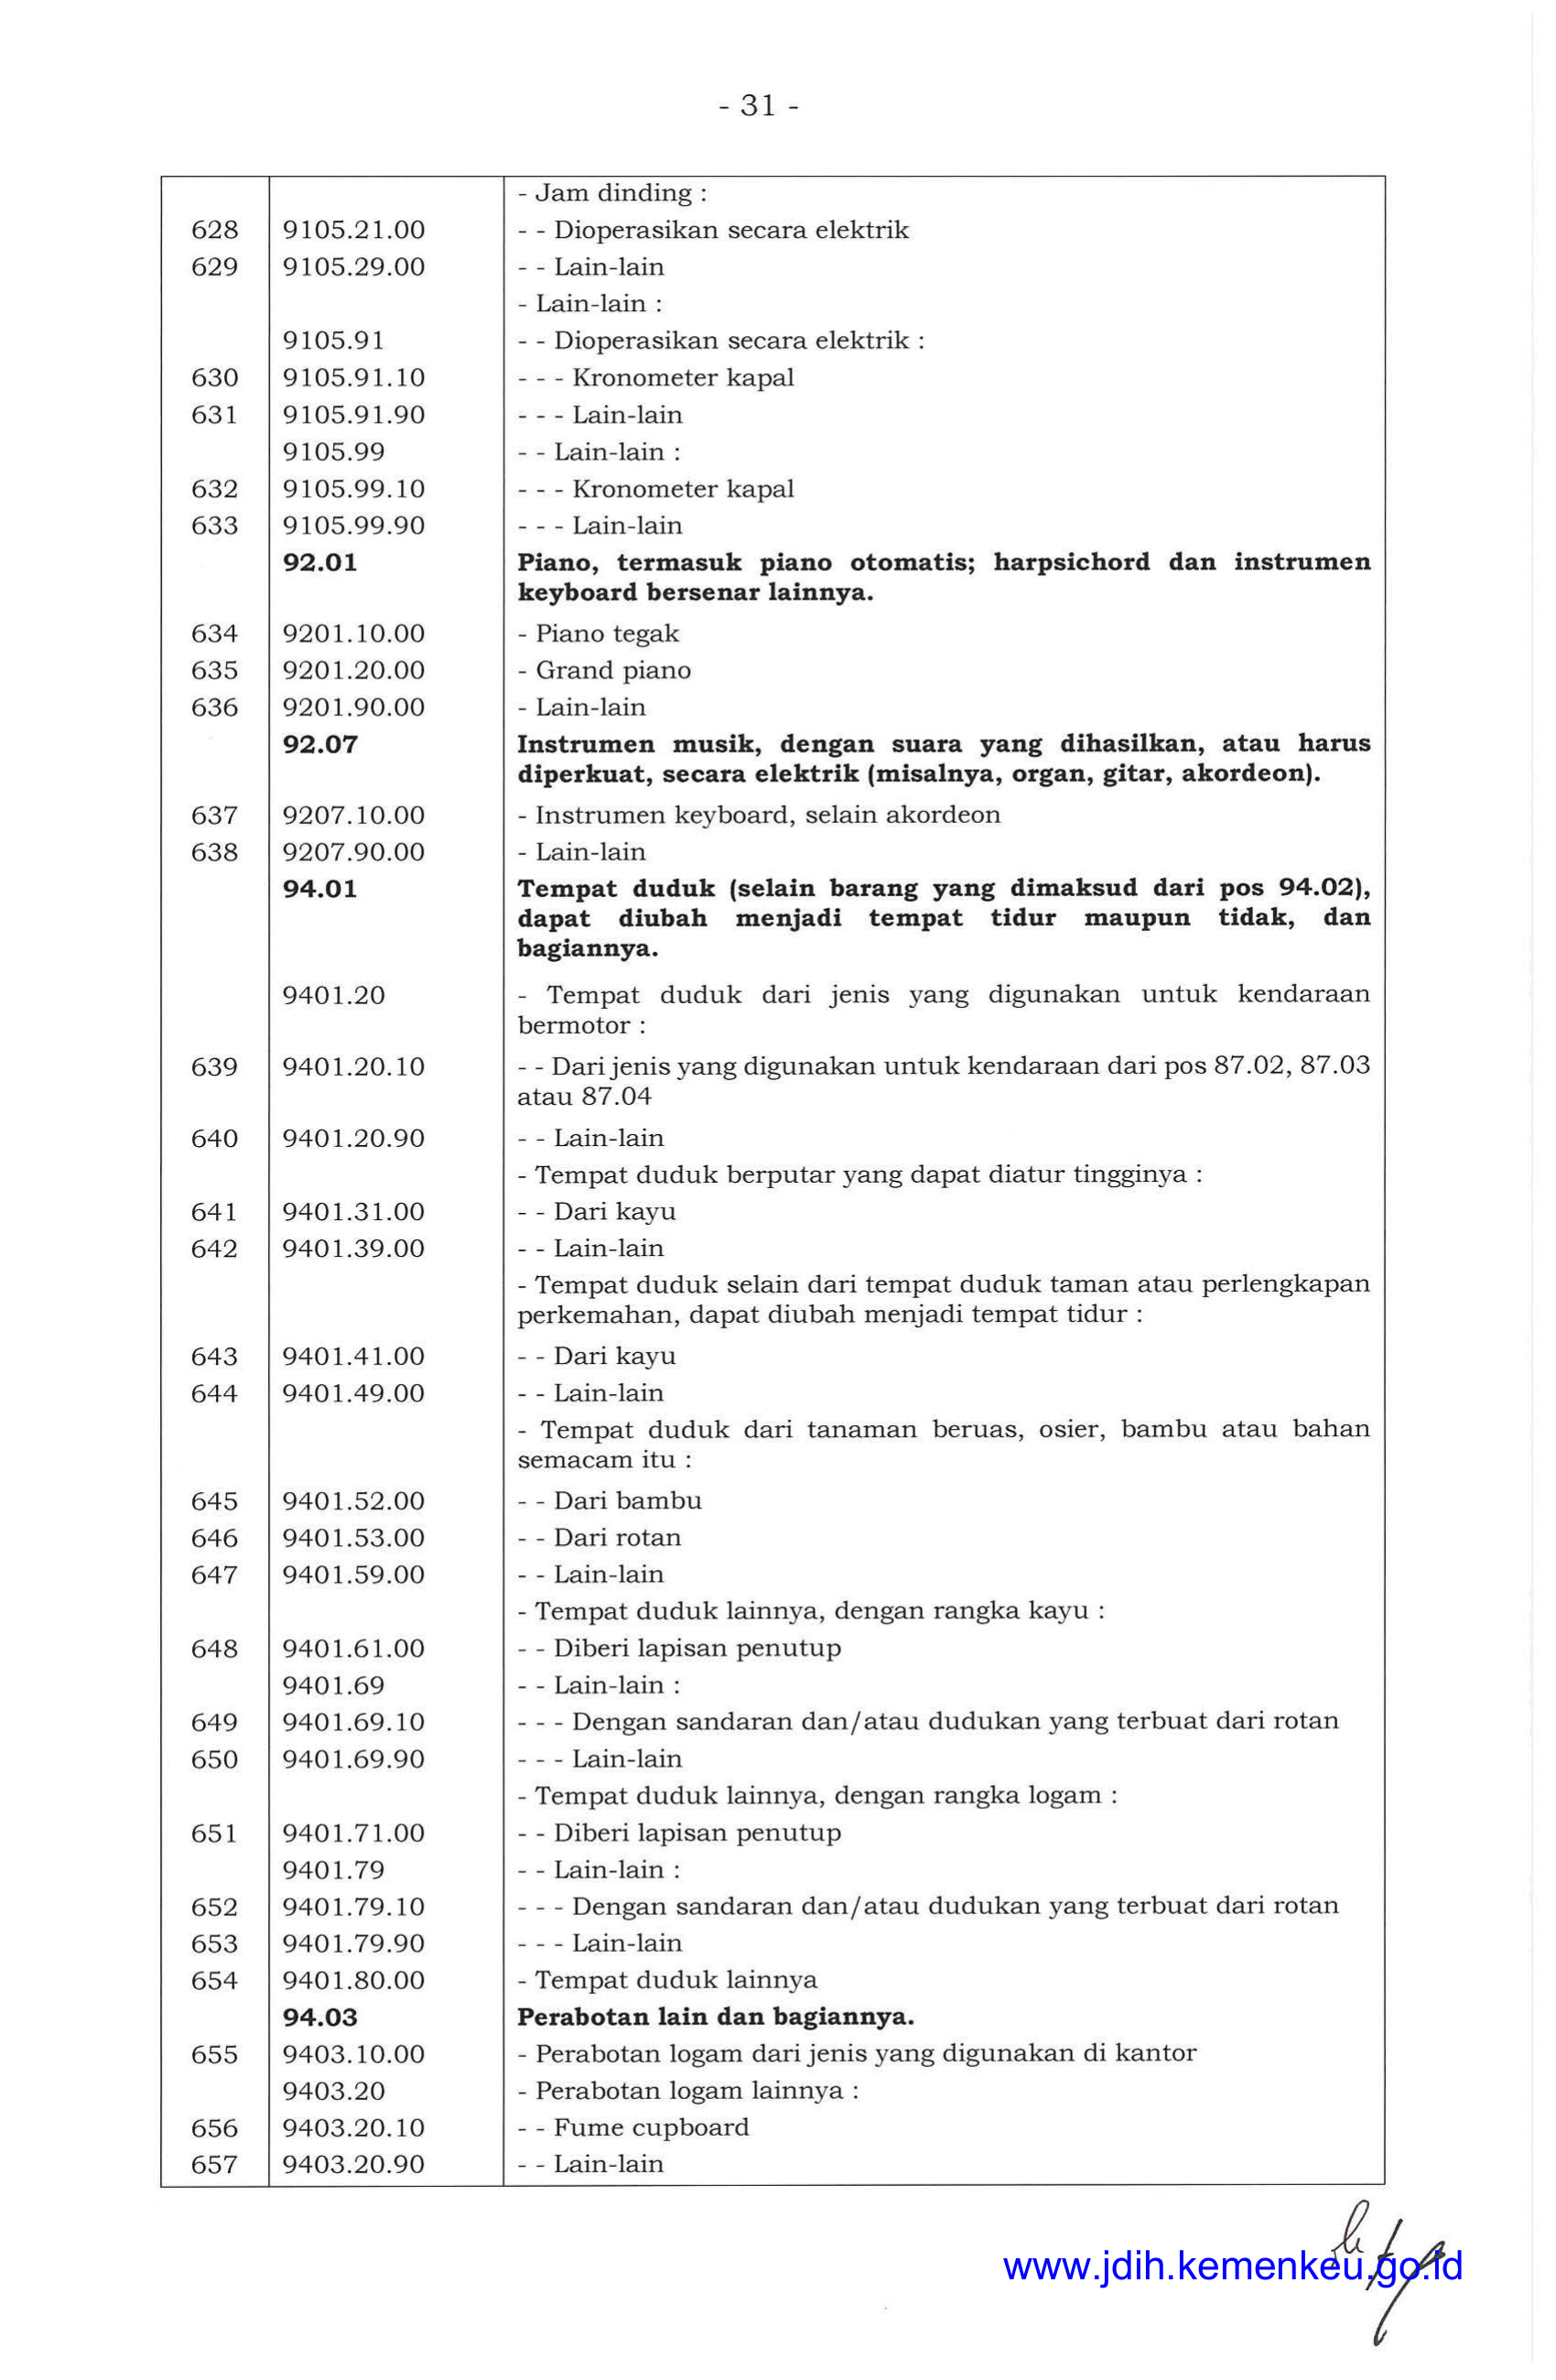 - 31 -
- Jam dinding :
628 9105.21.00 - - Dioperasikan secara elektrik
629 9105.29.00 - - Lain-lain
- Lain-lain :
9105.91 - - Dioperasikan secara elektrik :
630 9105.91.10 - - - Kronometer kapal
631 9105.91.90 - - - Lain-lain
9105.99 - - Lain-lain :
632 9105.99.10 - - - Kronometer kapal
633 9105.99.90 - - - Lain-lain
92.01 Piano, termasuk piano otomatis; harpsichord dan instrumen
keyboard bersenar lainnya.
634 9201.10.00 - Piano tegak
635 9201.20.00 - Grand piano
636 9201.90.00 - Lain-lain
92.07 Instrumen musik, dengan suara yang dihasilkan, atau harus
diperkuat, secara elektrik (misalnya, organ, gitar, akordeon).
637 9207.10.00 - Instrumen keyboard, selain akordeon
638 9207.90.00 - Lain-lain
94.01 Tempat duduk (selain barang yang dimaksud dari pos 94.02),
dapat diubah menjadi tempat tidur maupun tidak, dan
bagiannya.
9401.20 - Tempat duduk dari jenis yang digunakan untuk kendaraan
bermotor :
639 9401.20.10 - - Dari jenis yang digunakan untuk kendaraan dari pos 87.02, 87.03
atau 87.04
640 9401.20.90 - - Lain-lain
- Tempat duduk berputar yang dapat diatur tingginya :
641 9401.31.00 - - Dari kayu
642 9401.39.00 - - Lain-lain
- Tempat duduk selain dari tempat duduk taman atau perlengkapan
perkemahan, dapat diubah menjadi tempat tidur :
643 9401.41.00 - - Dari kayu
644 9401.49.00 - - Lain-lain
- Tempat duduk dari tanaman beruas, osier, bambu atau bahan
semacam itu :
645 9401.52.00 - - Dari bambu
646 9401.53.00 - - Dari rotan
647 9401.59.00 - - Lain-lain
- Tempat duduk lainnya, dengan rangka kayu :
648 9401.61.00 - - Diberi lapisan penutup
9401.69 - - Lain-lain :
649 9401.69.10 - - - Dengan sandaran dan/atau dudukan yang terbuat dari rotan
650 9401.69.90 - - - Lain-lain
- Tempat duduk lainnya, dengan rangka logam :
651 9401.71.00 - - Diberi lapisan penutup
9401.79 - - Lain-lain :
652 9401.79.10 - - - Dengan sandaran dan/atau dudukan yang terbuat dari rotan
653 9401.79.90 - - - Lain-lain
654 9401.80.00 - Tempat duduk lainnya
94.03 Perabotan lain dan bagiannya.
655 9403.10.00 - Perabotan logam dari jenis yang digunakan di kantor
9403.20 - Perabotan logam lainnya :
656 9403.20.10 - - Fume cupboard
657 9403.20.90 - - Lain-lain
www.jdih.kemenkeu.go.id